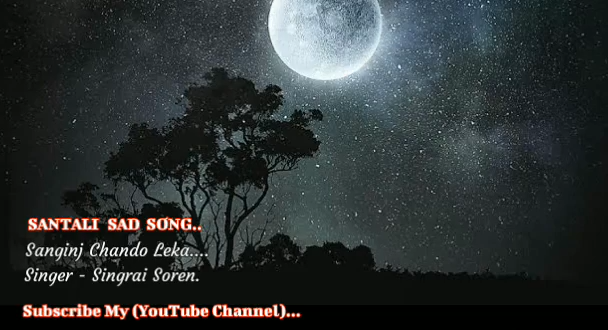 SANTALI SAD SONG..
Sanginj Chando Leka....
Singer - Singrai Soren.
Subscribe My (YouTube Channel)...